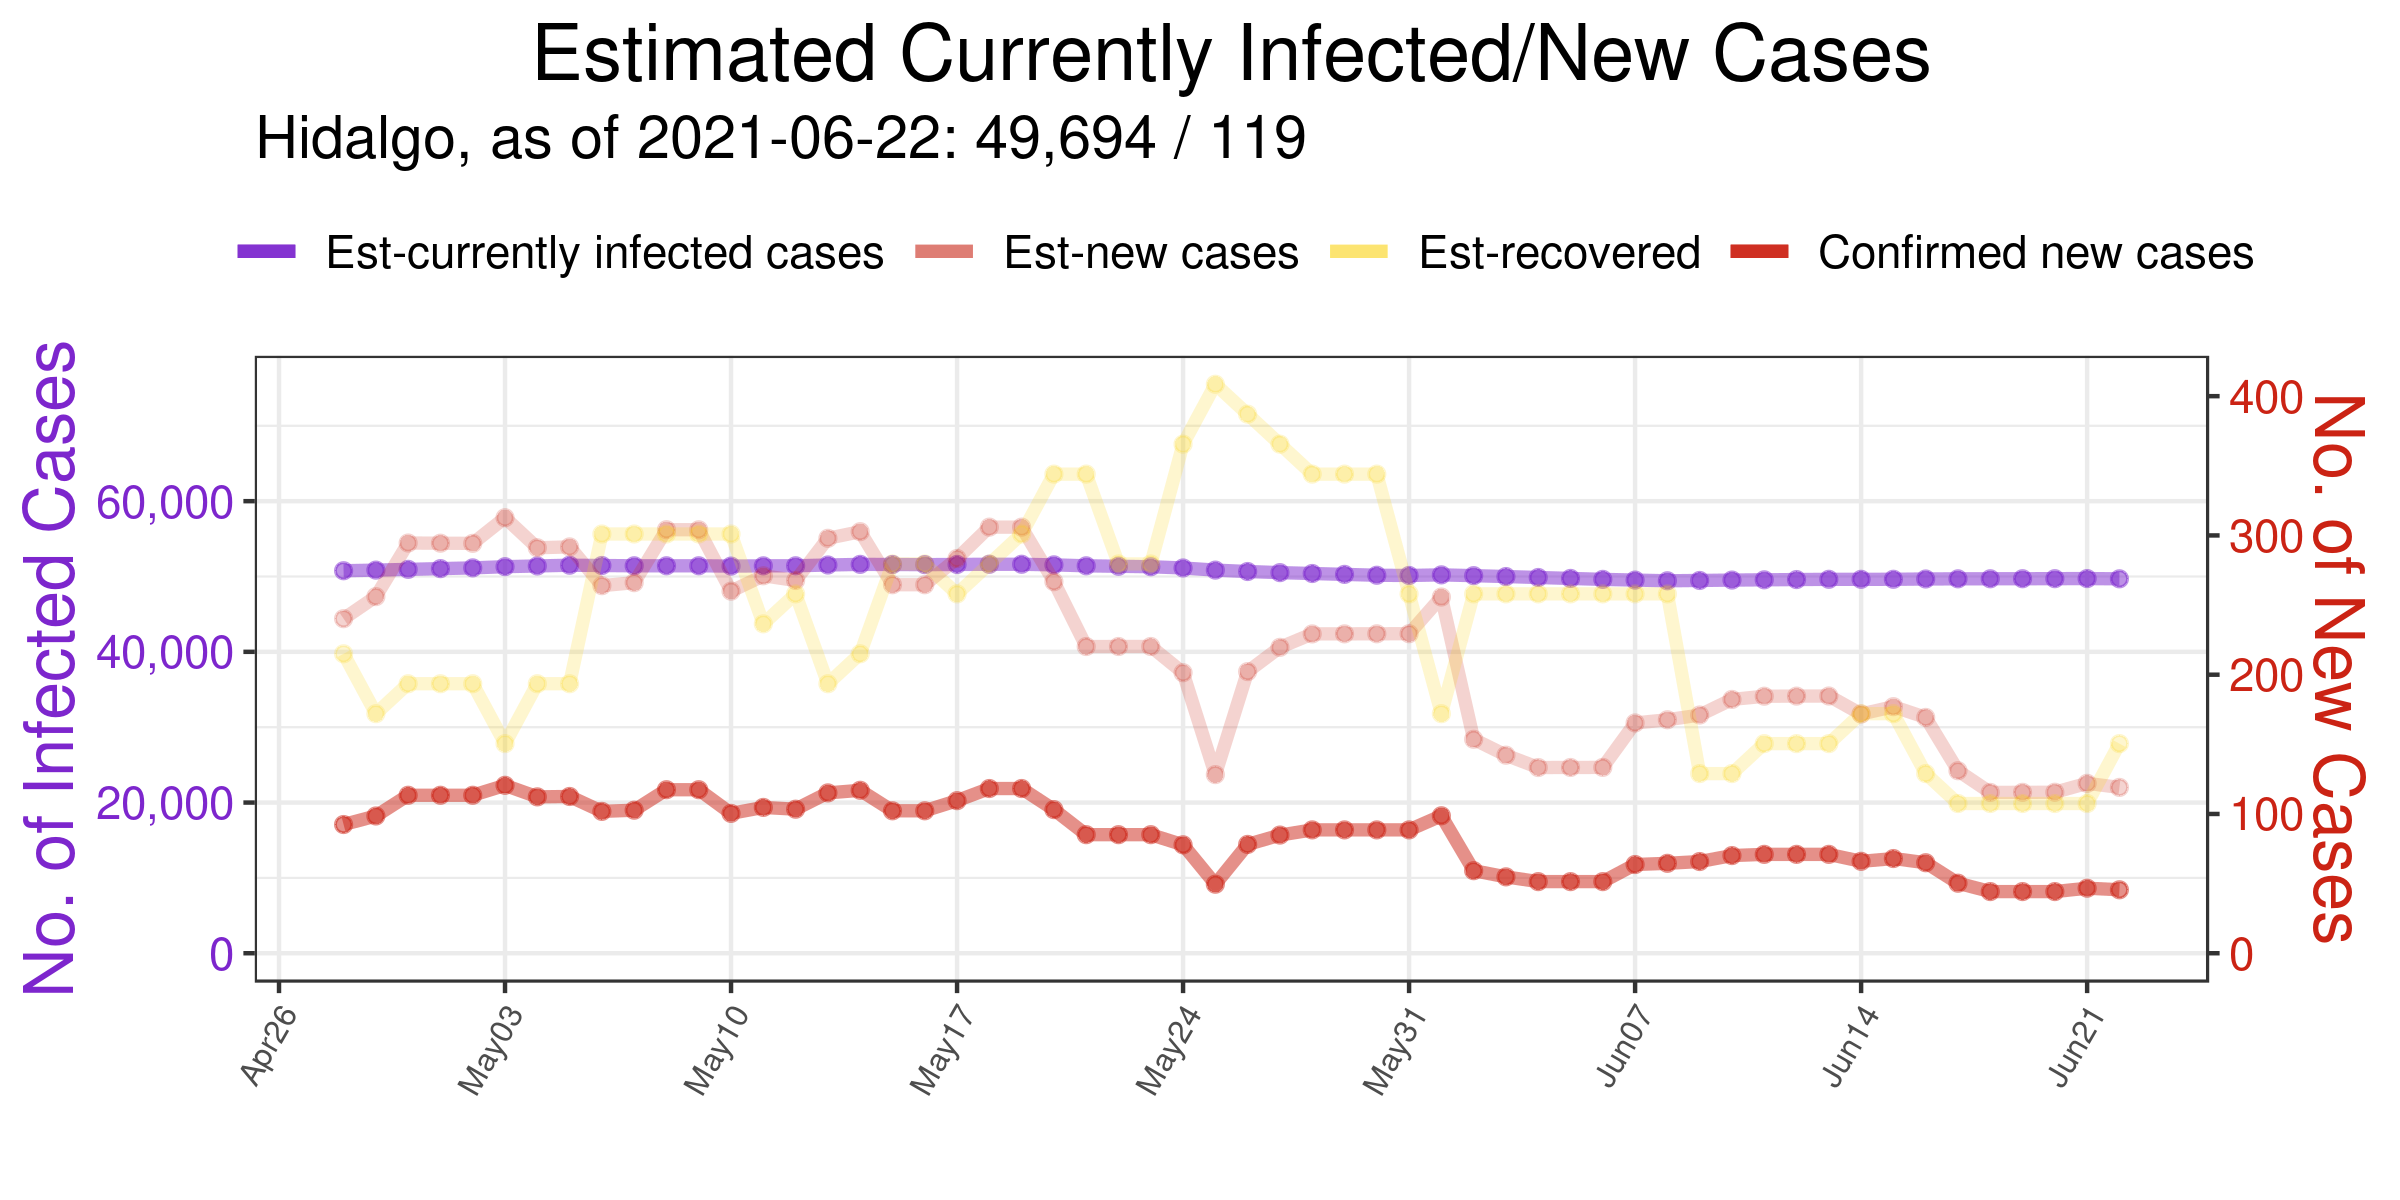 Estimated Currently Infected/New Cases
Hidalgo, as of 2021-06-22: 49,694 / 119
Est-currently infected cases Est-new cases Est-recovered Confirmed new cases
No. of Infected Cases
60,000
40,000
20,000
0
400
300
200
100
0
No. of New Cases
Apr26 May03 May10 May17 May24 May31 Jun07 Jun14 Jun21